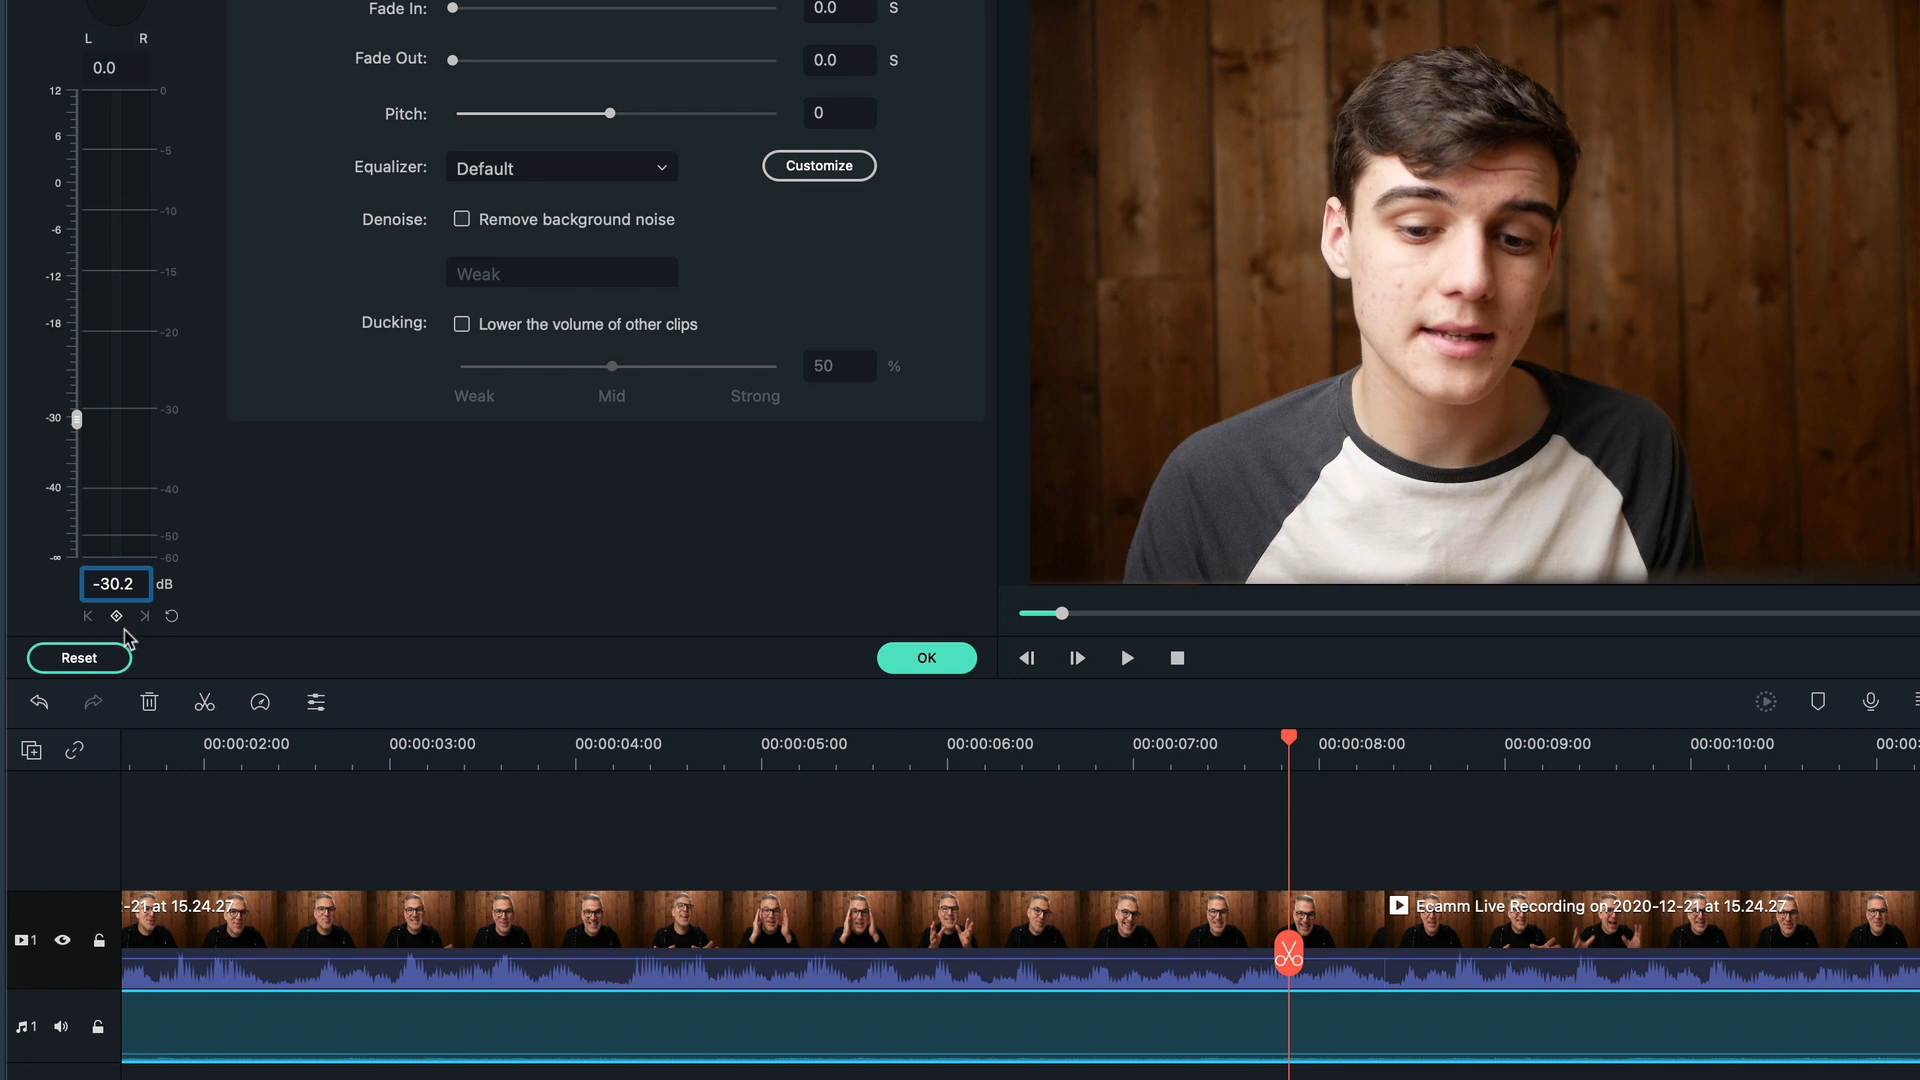 Fade In: 0.0 S
L R
Fade Out: 0.0 S
0.0
12 0
Pitch: 0
6 -5
Equalizer: Default Customize
0
-10
Denoise: Remove background noise
-6
-12 -15
Weak
-18 -20
Ducking: Lower the volume of other clips
50 %
Weak Mid Strong
-30 -30
-40 -40
-50
-∞ -60
-30.2 dB
Reset OK
00:00:02:00 00:00:03:00 00:00:04:00 00:00:05:00 00:00:06:00 00:00:07:00 00:00:08:00 00:00:09:00 00:00:10:00 00:00:
-21 at 15.24.27 Ecamm Live Recording on 2020-12-21 at 15.24.27
1
1